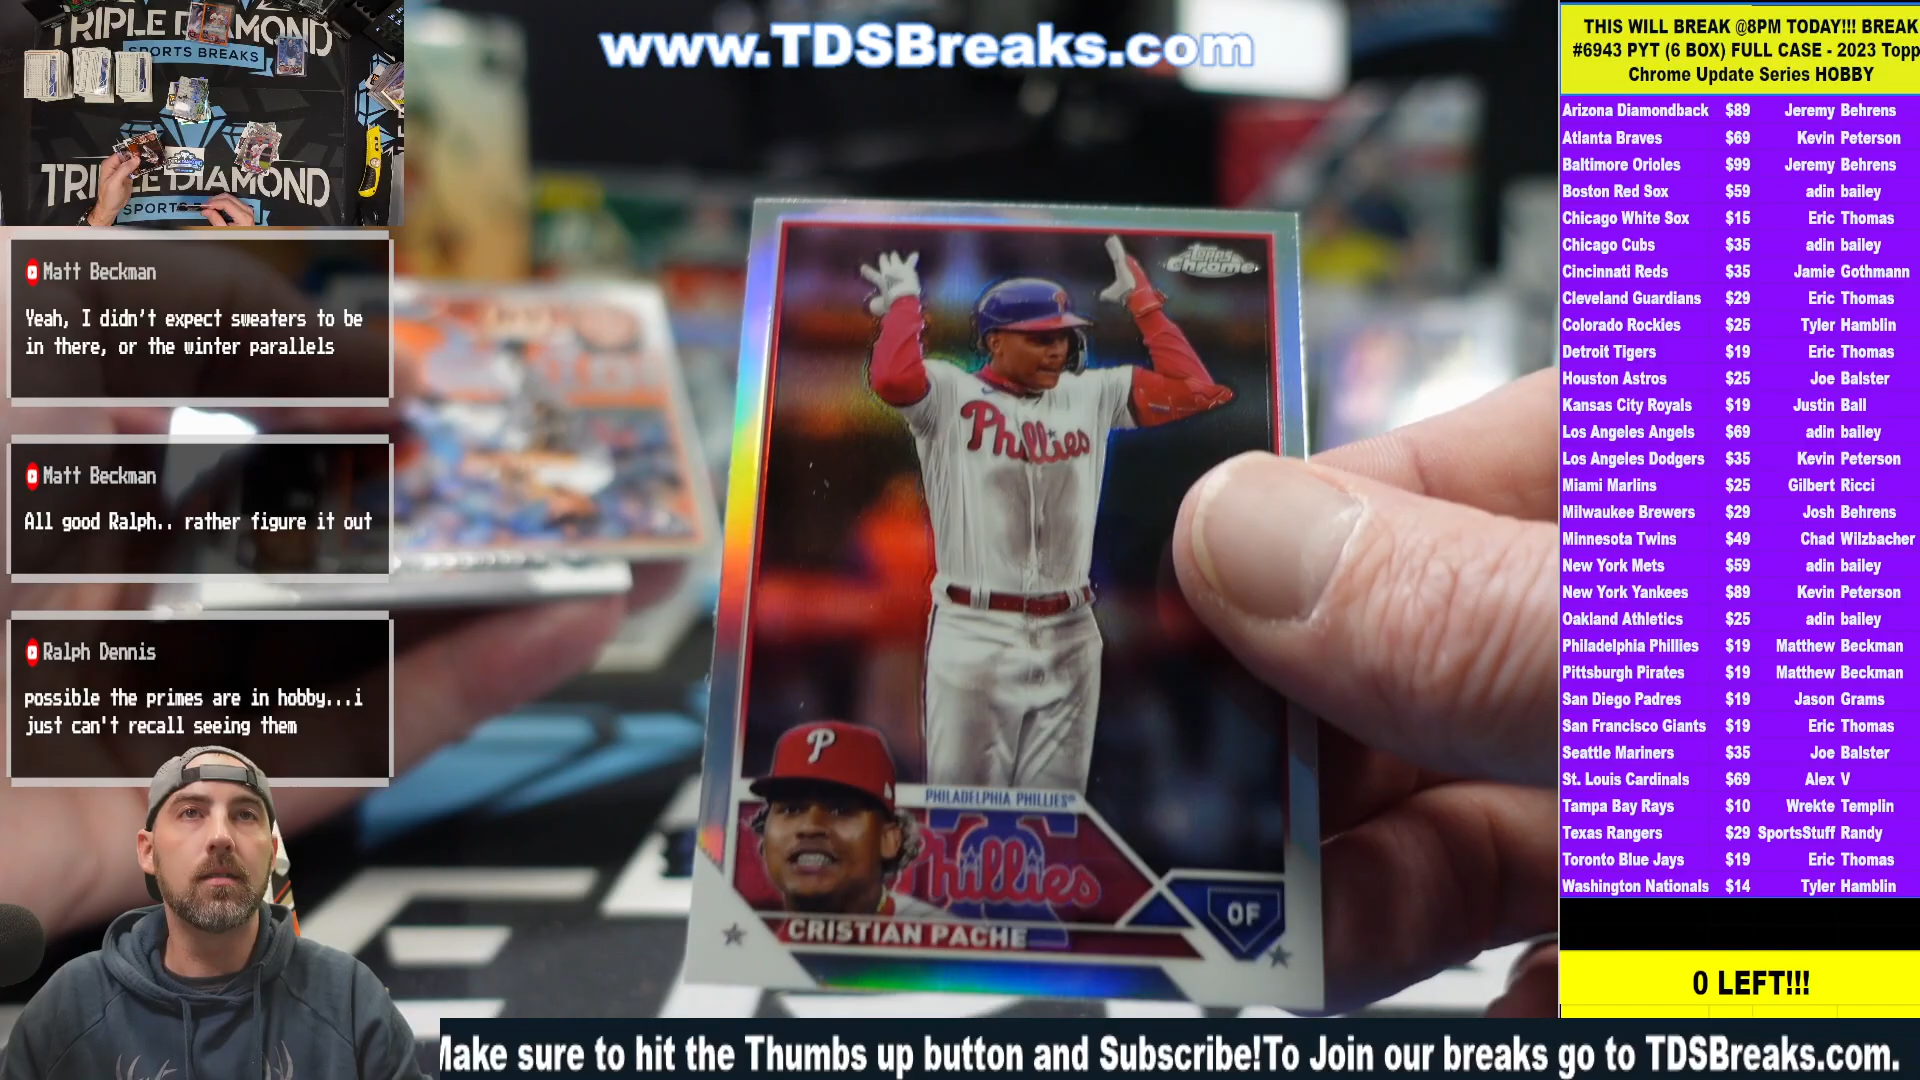 TRIPLE DIAMOND
SPORTS BREAKS
TRIPLE DIAMOND
SPORTS
www.TDSBreaks.com
Matt Beckman
Yeah, I didn't expect sweaters to be
in there, or the winter parallels
Matt Beckman
All good Ralph.. rather figure it out
Ralph Dennis
possible the primes are in hobby...i
just can't recall seeing them
Topps
Chrome
Phillies
P
PHILADELPHIA PHILLIES®
Phillies
CRISTIAN PACHE
OF
THIS WILL BREAK @8PM TODAY!!! BREAK
#6943 PYT (6 BOX) FULL CASE - 2023 Topp
Chrome Update Series HOBBY
Arizona Diamondback $89 Jeremy Behrens
Atlanta Braves $69 Kevin Peterson
Baltimore Orioles $99 Jeremy Behrens
Boston Red Sox $59 adin bailey
Chicago White Sox $15 Eric Thomas
Chicago Cubs $35 adin bailey
Cincinnati Reds $35 Jamie Gothmann
Cleveland Guardians $29 Eric Thomas
Colorado Rockies $25 Tyler Hamblin
Detroit Tigers $19 Eric Thomas
Houston Astros $25 Joe Balster
Kansas City Royals $19 Justin Ball
Los Angeles Angels $69 adin bailey
Los Angeles Dodgers $35 Kevin Peterson
Miami Marlins $25 Gilbert Ricci
Milwaukee Brewers $29 Josh Behrens
Minnesota Twins $49 Chad Wilzbacher
New York Mets $59 adin bailey
New York Yankees $89 Kevin Peterson
Oakland Athletics $25 adin bailey
Philadelphia Phillies $19 Matthew Beckman
Pittsburgh Pirates $19 Matthew Beckman
San Diego Padres $19 Jason Grams
San Francisco Giants $19 Eric Thomas
Seattle Mariners $35 Joe Balster
St. Louis Cardinals $69 Alex V
Tampa Bay Rays $10 Wrekte Templin
Texas Rangers $29 SportsStuff Randy
Toronto Blue Jays $19 Eric Thomas
Washington Nationals $14 Tyler Hamblin
0 LEFT!!!
Make sure to hit the Thumbs up button and Subscribe!To Join our breaks go to TDSBreaks.com.